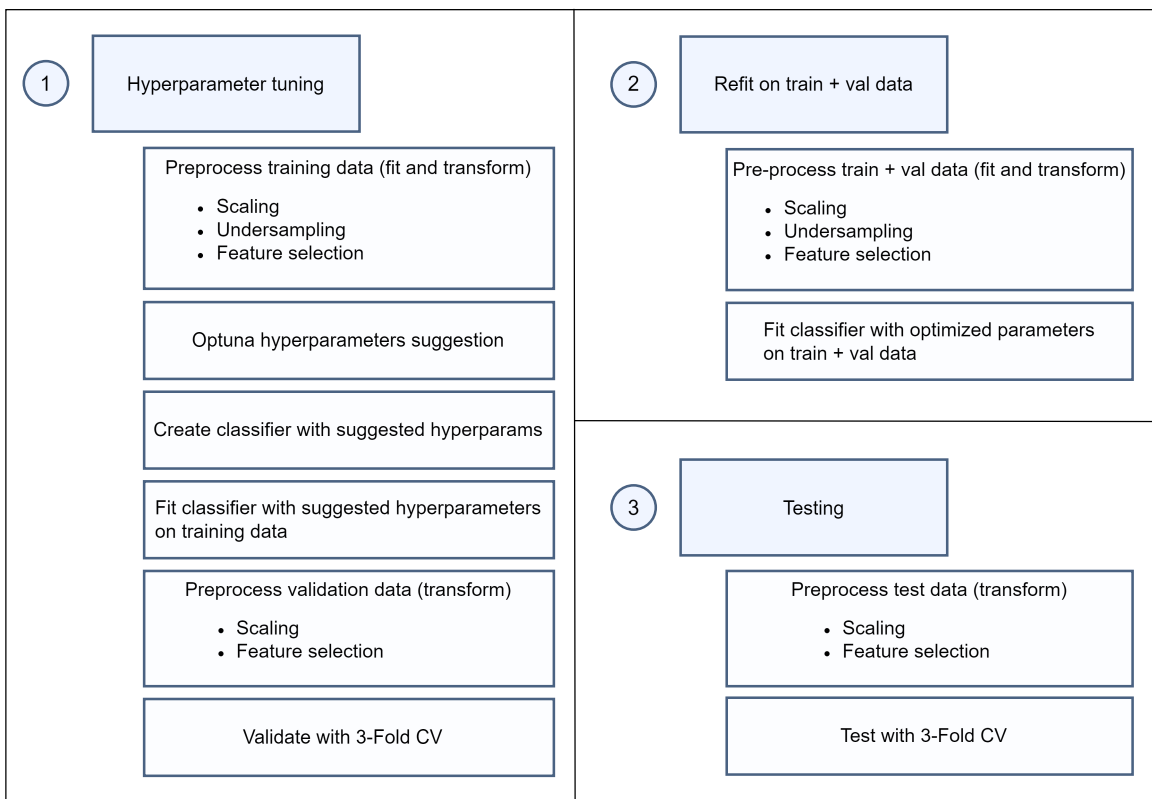 1
Hyperparameter tuning
Preprocess training data (fit and transform)
• Scaling
• Undersampling
• Feature selection
Optuna hyperparameters suggestion
Create classifier with suggested hyperparams
Fit classifier with suggested hyperparameters
on training data
Preprocess validation data (transform)
• Scaling
• Feature selection
Validate with 3-Fold CV
2
Refit on train + val data
Pre-process train + val data (fit and transform)
• Scaling
• Undersampling
• Feature selection
Fit classifier with optimized parameters
on train + val data
3
Testing
Preprocess test data (transform)
• Scaling
• Feature selection
Test with 3-Fold CV